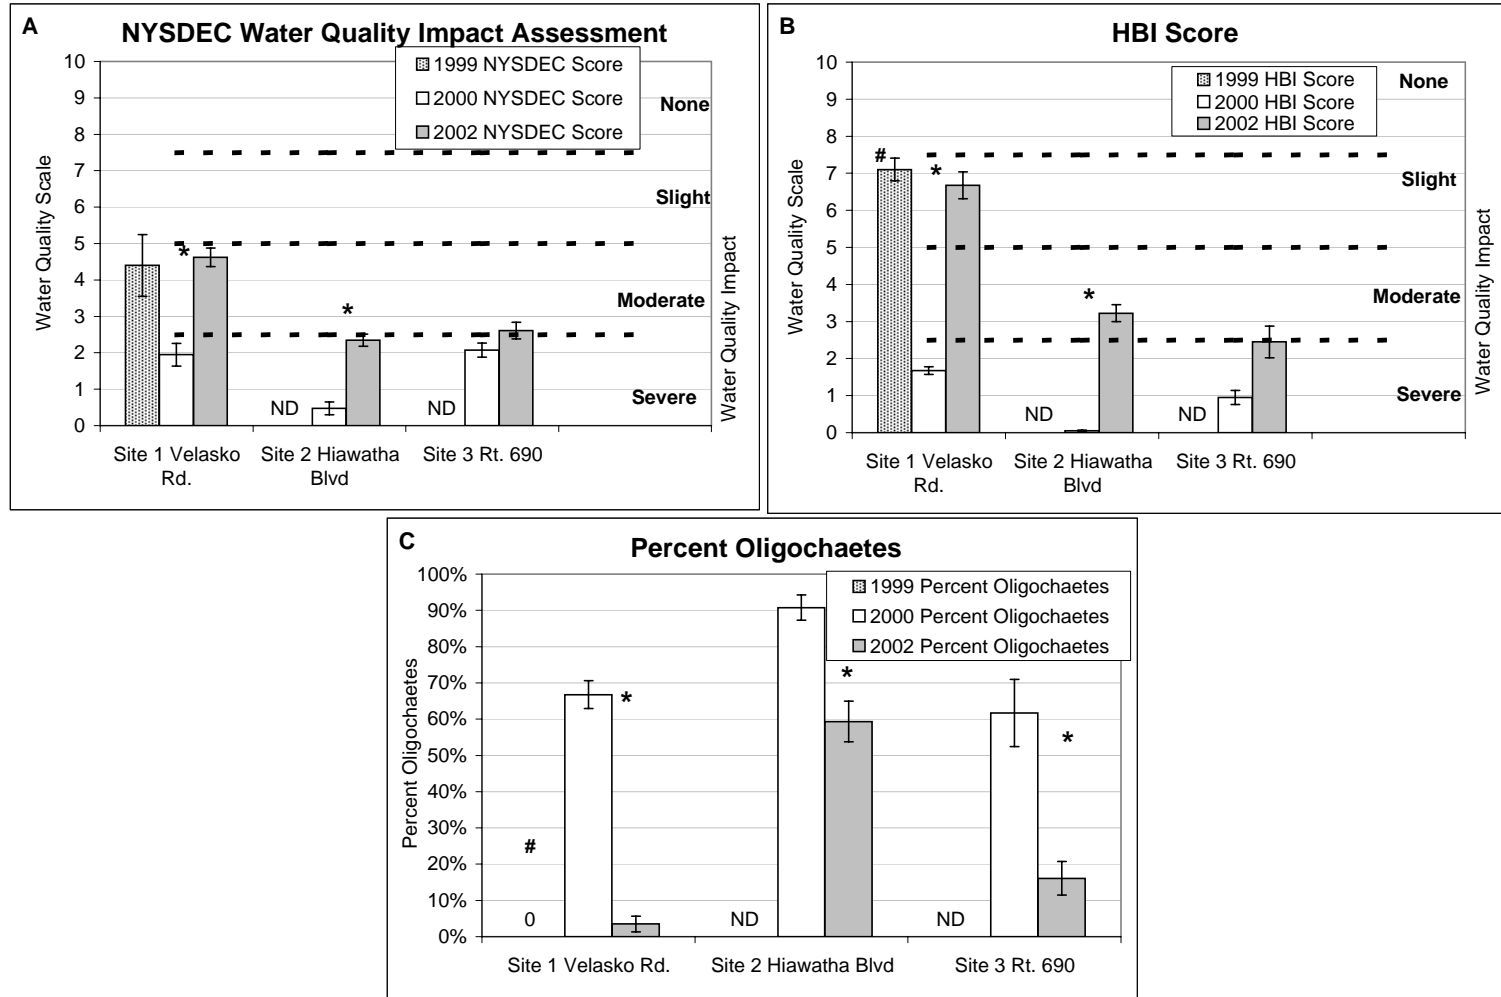 A
NYSDEC Water Quality Impact Assessment
1999 NYSDEC Score
2000 NYSDEC Score
2002 NYSDEC Score
Water Quality Scale
10
9
8
7
6
5
4
3
2
1
0
None
Slight
Moderate
Severe
*
*
ND
ND
Water Quality Impact
Site 1 Velasko
Rd.
Site 2 Hiawatha
Blvd
Site 3 Rt. 690
B
HBI Score
1999 HBI Score
2000 HBI Score
2002 HBI Score
Water Quality Scale
10
9
8
7
6
5
4
3
2
1
0
None
Slight
Moderate
Severe
#
*
*
ND
ND
Water Quality Impact
Site 1 Velasko
Rd.
Site 2 Hiawatha
Blvd
Site 3 Rt. 690
C
Percent Oligochaetes
1999 Percent Oligochaetes
2000 Percent Oligochaetes
2002 Percent Oligochaetes
Percent Oligochaetes
100%
90%
80%
70%
60%
50%
40%
30%
20%
10%
0%
#
0
*
ND
*
ND
*
Site 1 Velasko Rd.
Site 2 Hiawatha Blvd
Site 3 Rt. 690